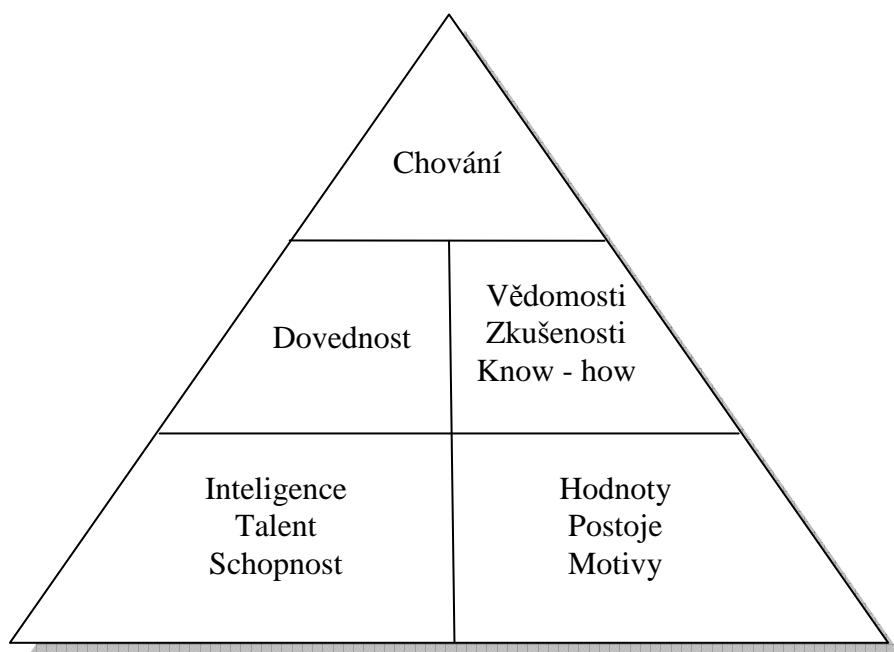 Chování
Dovednost
Vědomosti
Zkušenosti
Know - how
Inteligence
Talent
Schopnost
Hodnoty
Postoje
Motivy